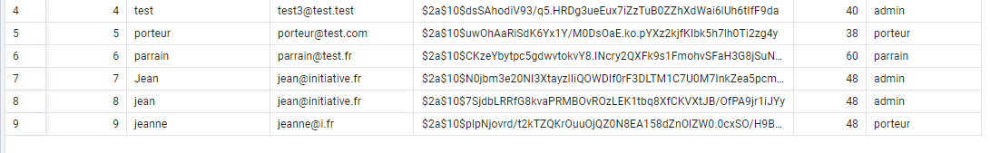 4 4 test test3@test.test $2a$10$dsSAhodiV93/q5.HRDg3ueEux7iZzTuB0ZZhXdWai6lUh6tIfF9da 40 admin
5 5 porteur porteur@test.com $2a$10$uwOhAaRiSdK6Yx1Y/M0DsOaE.ko.pYXz2kjfKIbk5h7Ih0Ti2zg4y 38 porteur
6 6 parrain parrain@test.fr $2a$10$CKzeYbytpc5gdwvtokvY8.INcry2QXFk9s1FmohvSFaH3G8jSuN... 60 parrain
7 7 Jean jean@initiative.fr $2a$10$N0jbm3e20NI3XtayzIIiQOWDIf0rF3DLTM1C7U0M7InkZea5pcm... 48 admin
8 8 jean jean@initiative.fr $2a$10$7SjdbLRRfG8kvaPRMBOvROzLEK1tbq8XfCKVXtJB/OfPA9jr1iJYy 48 admin
9 9 jeanne jeanne@i.fr $2a$10$pIpNjovrd/t2kTZQKrOuuOjQZ0N8EA158dZnOIZW0.0cxSO/H9B... 48 porteur